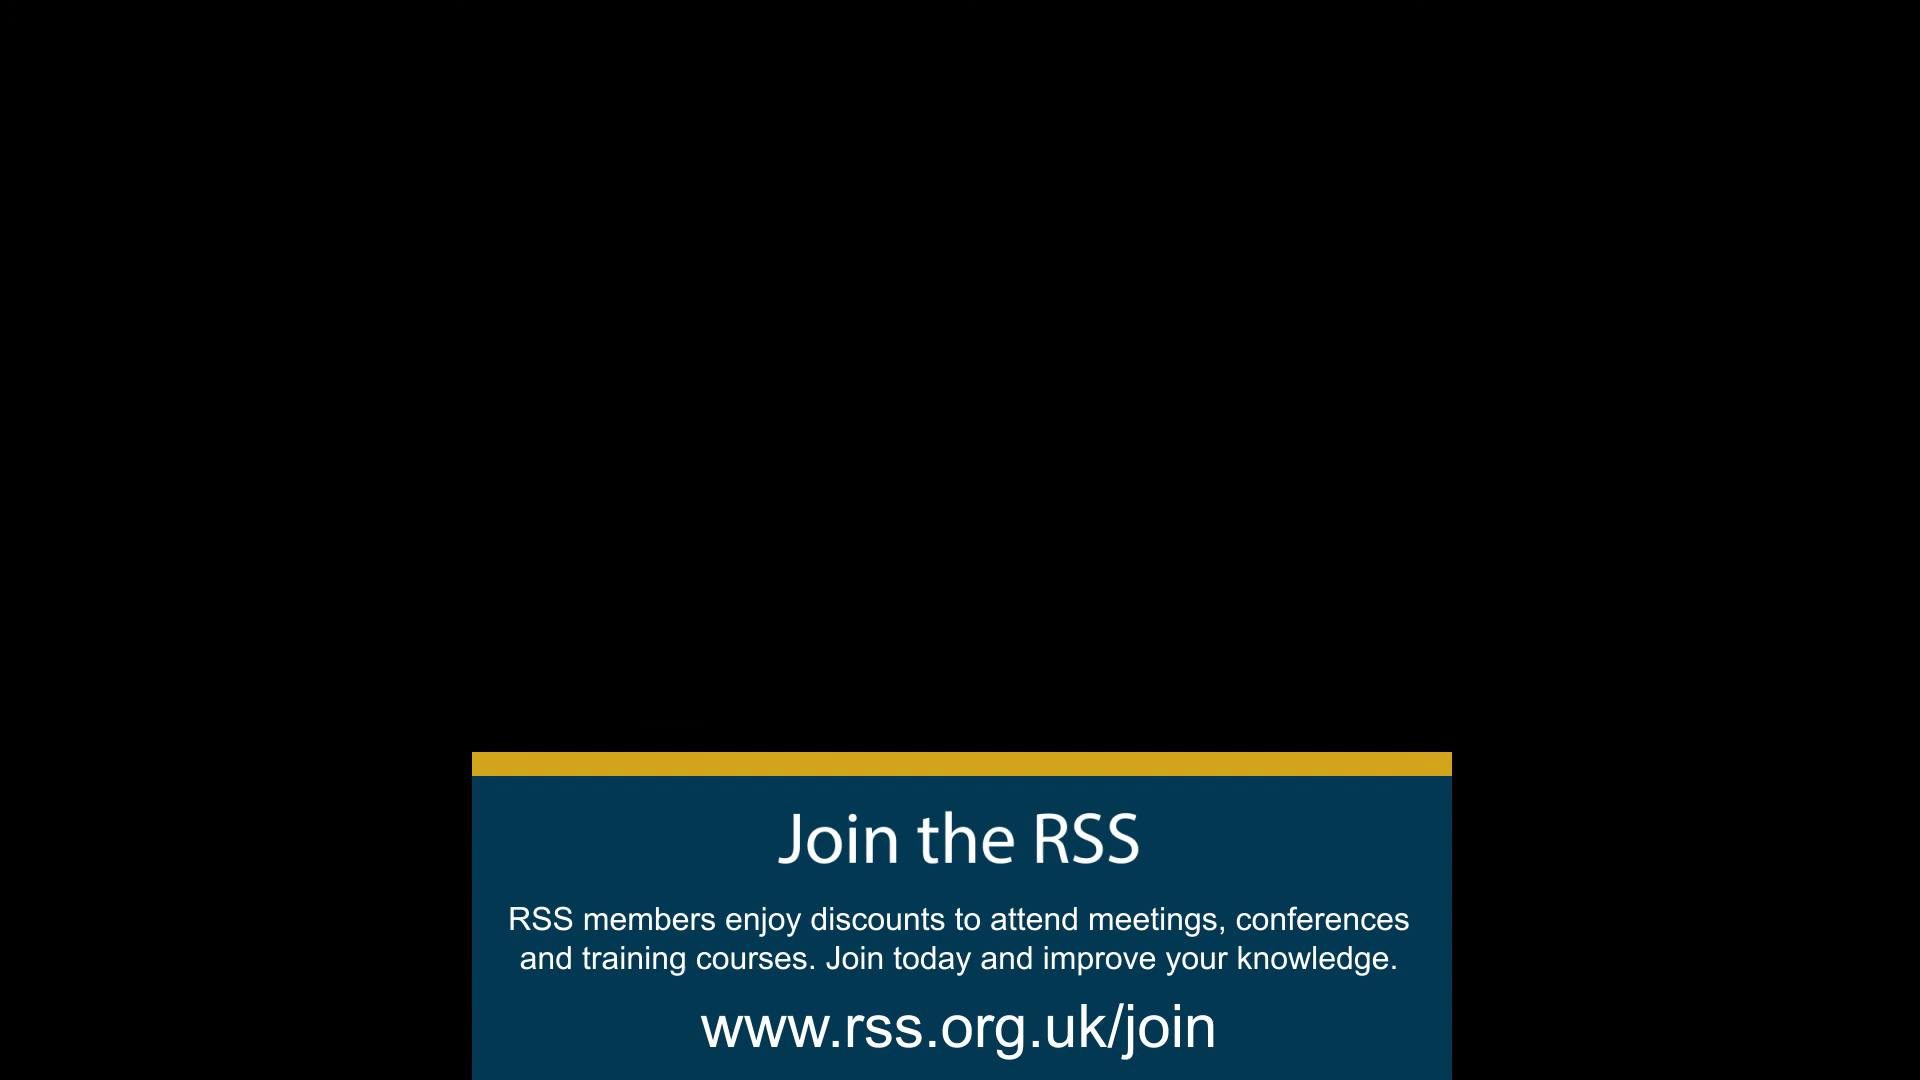 Join the RSS
RSS members enjoy discounts to attend meetings, conferences
and training courses. Join today and improve your knowledge.
www.rss.org.uk/join